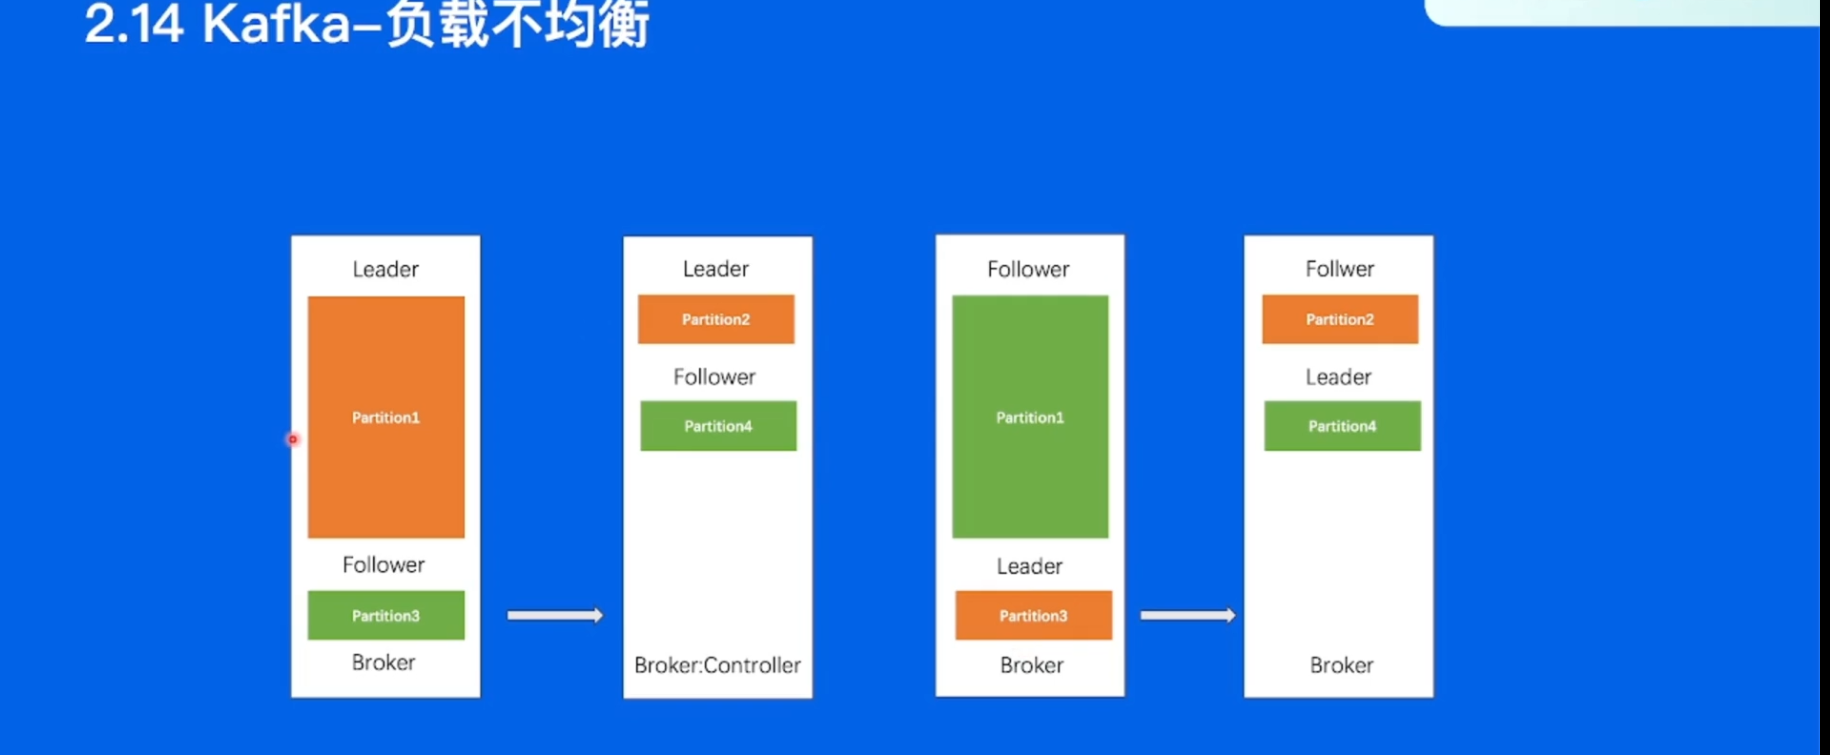 2.14 Kafka-负载不均衡
Leader
Partition1
Follower
Partition3
Broker
Leader
Partition2
Follower
Partition4
Broker:Controller
Follower
Partition1
Leader
Partition3
Broker
Follwer
Partition2
Leader
Partition4
Broker